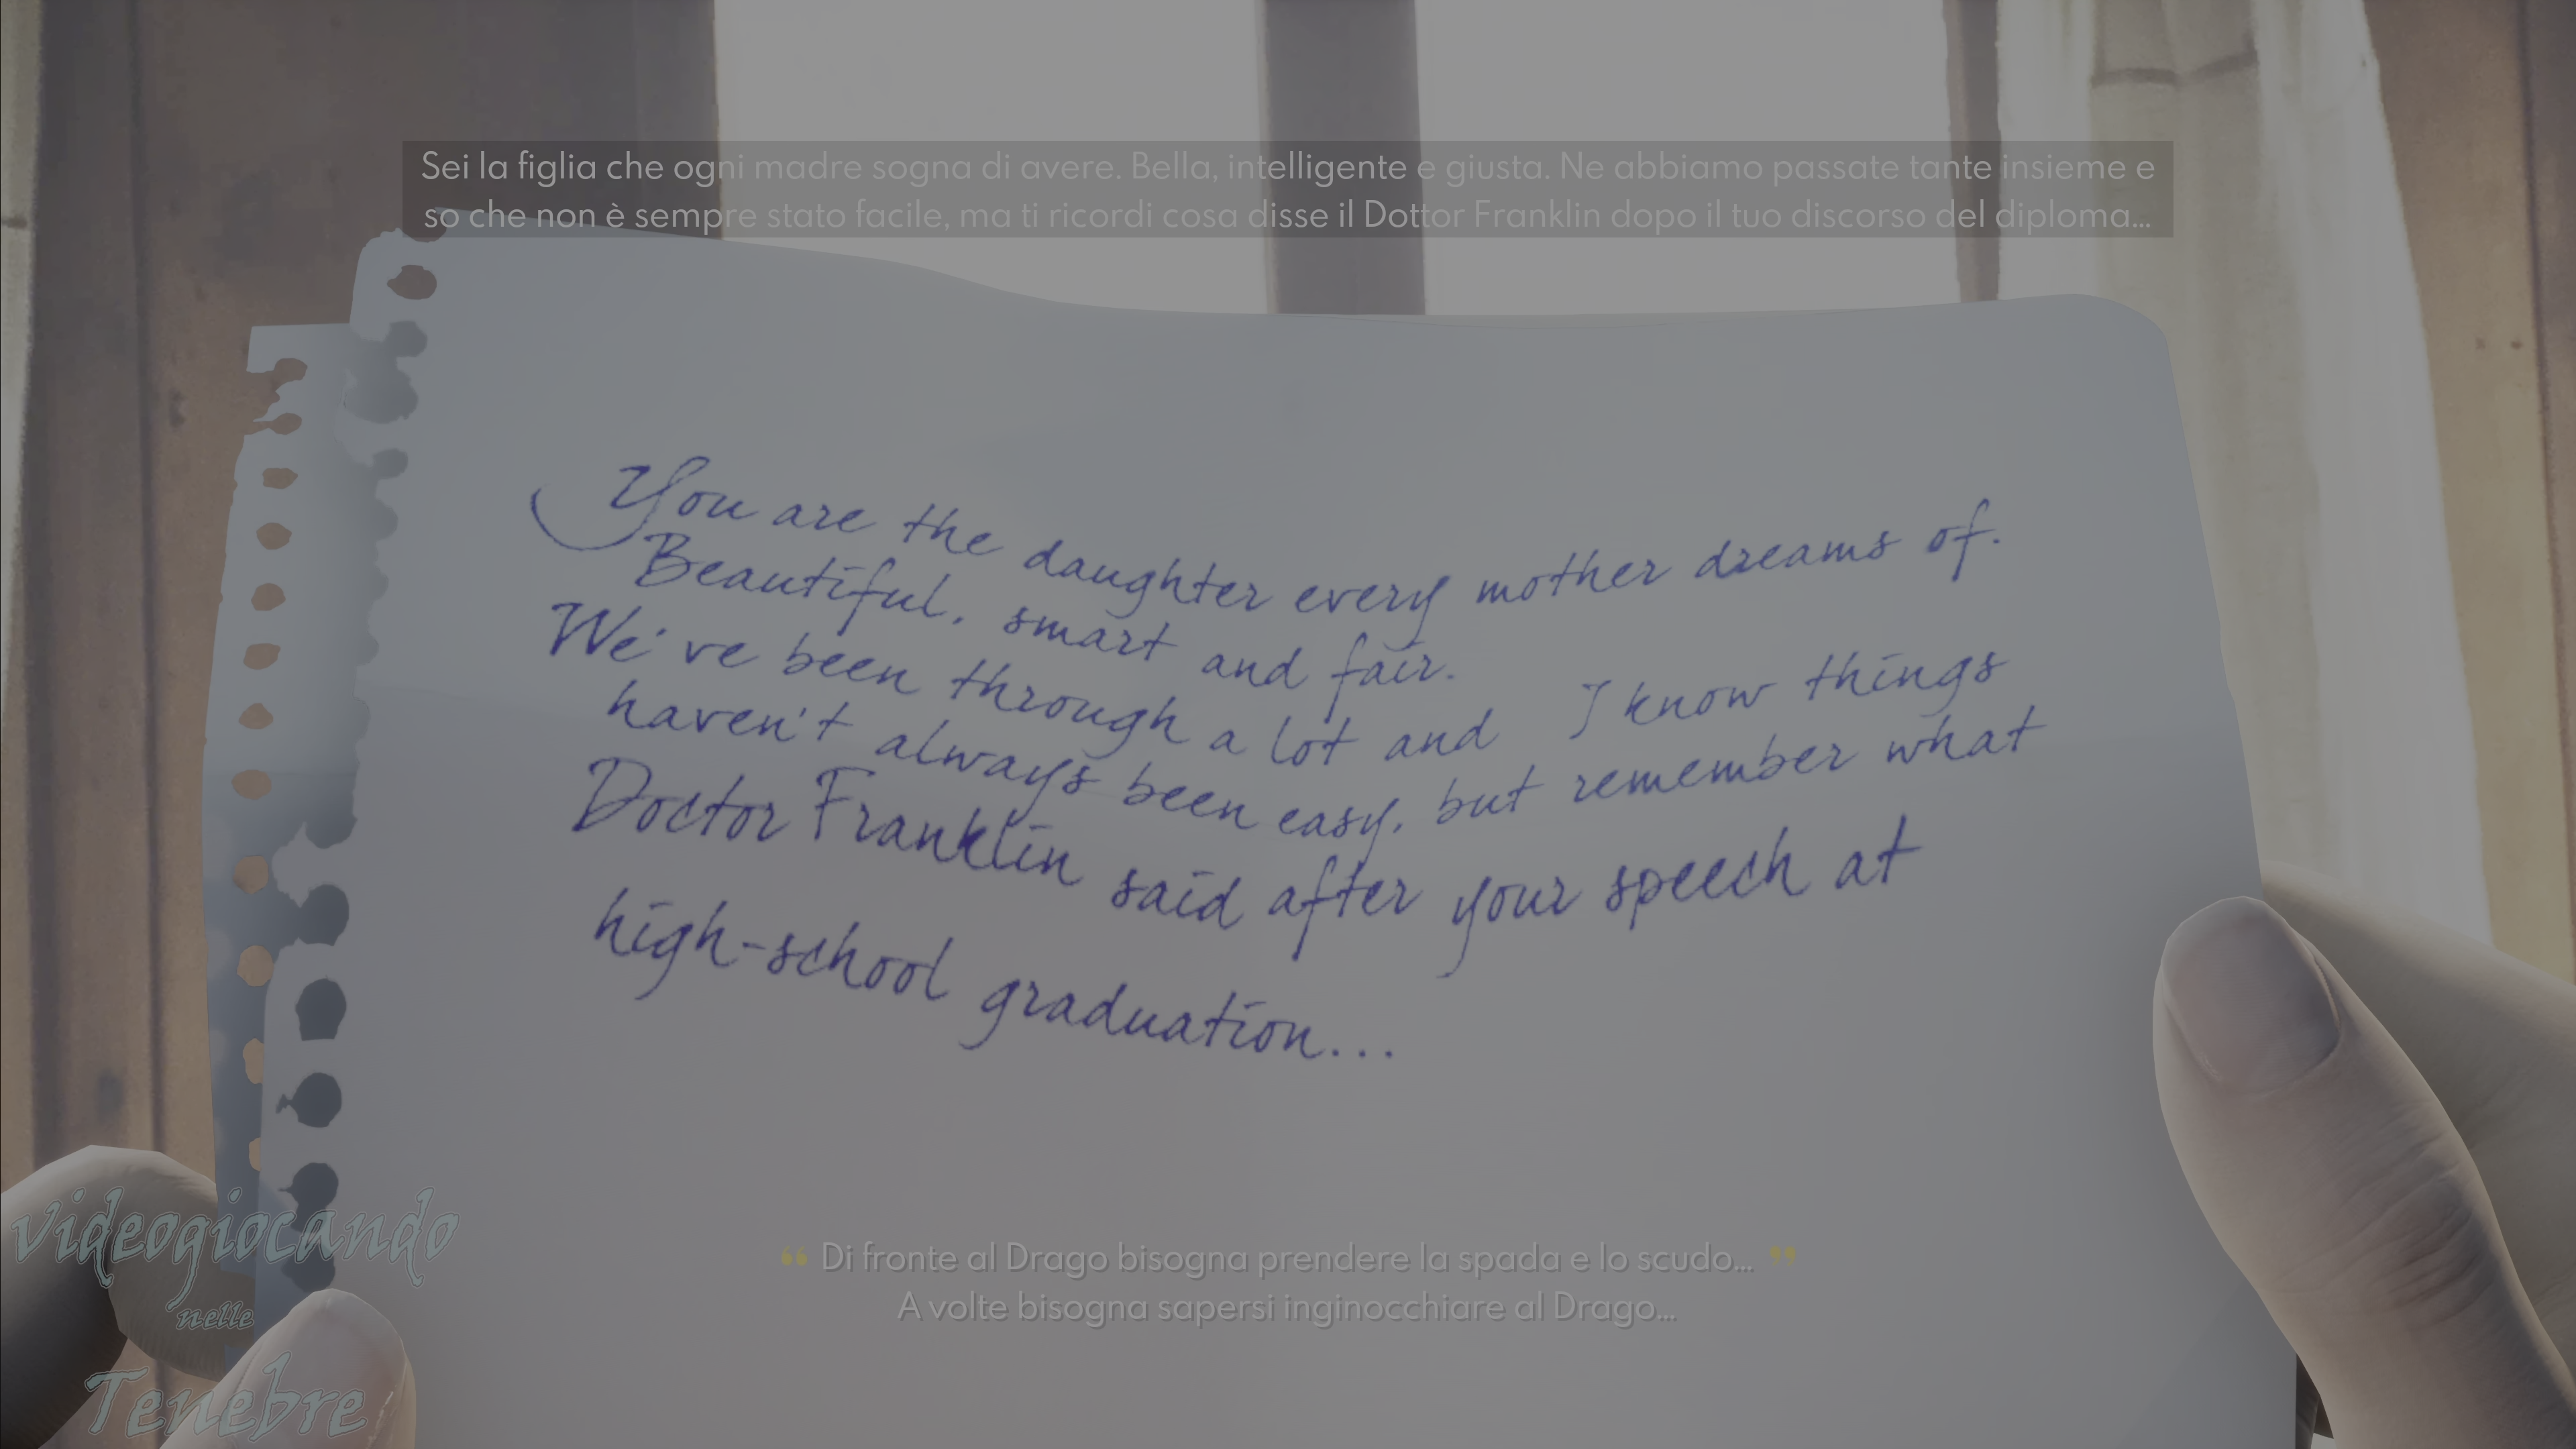 Sei la figlia che ogni madre sogna di avere. Bella, intelligente e giusta. Ne abbiamo passate tante insieme e
so che non è sempre stato facile, ma ti ricordi cosa disse il Dottor Franklin dopo il tuo discorso del diploma...
You are the daughter every mother dreams of.
Beautiful, smart and fair.
We've been through a lot and I know things
haven't always been easy, but remember what
Doctor Franklin said after your speech at
high-school graduation...
“ Di fronte al Drago bisogna prendere la spada e lo scudo... ”
A volte bisogna sapersi inginocchiare al Drago...
videogiocando
nelle
Tenebre